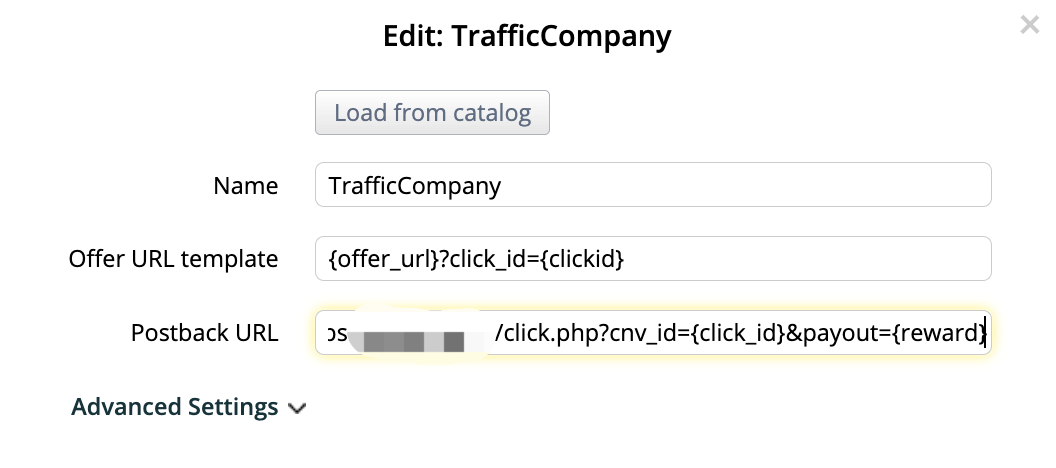 Edit: TrafficCompany
Load from catalog
Name TrafficCompany
Offer URL template {offer_url}?click_id={clickid}
Postback URL /click.php?cnv_id={click_id}&payout={reward}
Advanced Settings